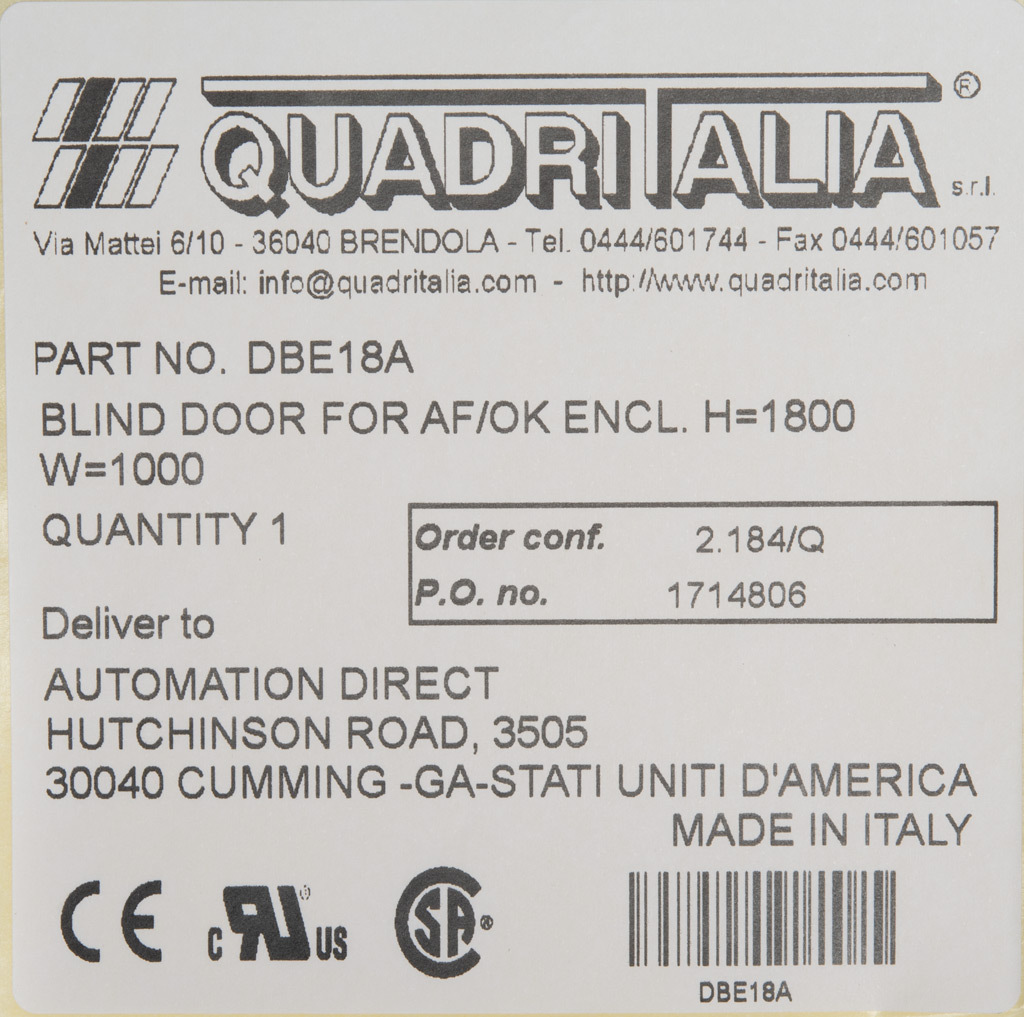 QUADRITALIA® s.r.l.
Via Mattei 6/10 - 36040 BRENDOLA - Tel. 0444/601744 - Fax 0444/601057
E-mail: info@quadritalia.com - http://www.quadritalia.com
PART NO. DBE18A
BLIND DOOR FOR AF/OK ENCL. H=1800
W=1000
QUANTITY 1
Order conf. 2.184/Q
P.O. no. 1714806
Deliver to
AUTOMATION DIRECT
HUTCHINSON ROAD, 3505
30040 CUMMING -GA-STATI UNITI D'AMERICA
MADE IN ITALY
CE c RU® US SA®
DBE18A